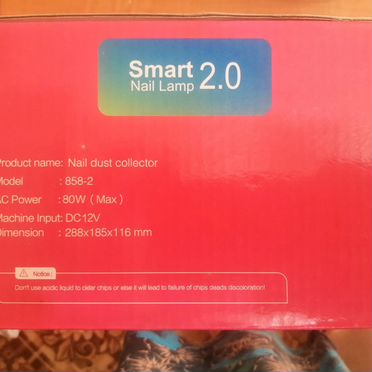 Smart
Nail Lamp 2.0
roduct name: Nail dust collector
odel : 858-2
C Power : 80W ( Max )
achine Input: DC12V
imension : 288x185x116 mm
Notice:
Don't use acidic liquid to clear chips or else it will lead to failure of chips deads decoloration!